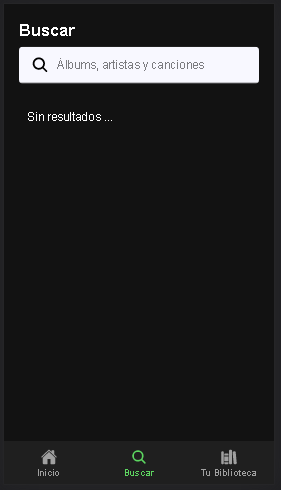 Buscar
Álbums, artistas y canciones
Sin resultados ...
Inicio
Buscar
Tu Biblioteca